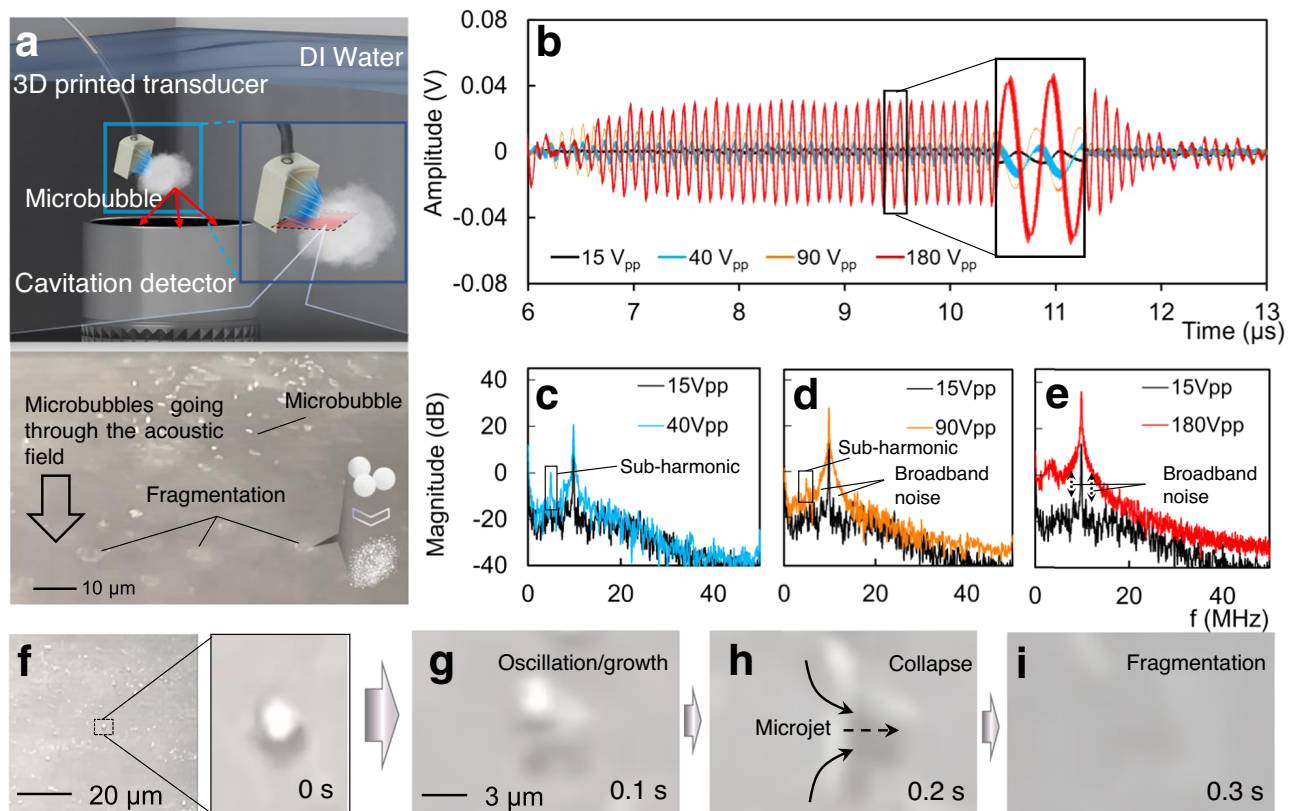 a
DI Water
3D printed transducer
Microbubble
Cavitation detector
Microbubbles going
through the acoustic
field
Microbubble
Fragmentation
10 µm
b
Amplitude (V)
0.08
0.04
0
-0.04
-0.08
15 Vpp
40 Vpp
90 Vpp
180 Vpp
6
7
8
9
10
11
12
13
Time (µs)
Magnitude (dB)
40
20
0
-20
-40
c
15Vpp
40Vpp
Sub-harmonic
0
20
40
d
15Vpp
90Vpp
Sub-harmonic
Broadband
noise
0
20
40
e
15Vpp
180Vpp
Broadband
noise
0
20
40
f (MHz)
f
20 µm
0 s
g
Oscillation/growth
3 µm
0.1 s
h
Collapse
Microjet
0.2 s
i
Fragmentation
0.3 s